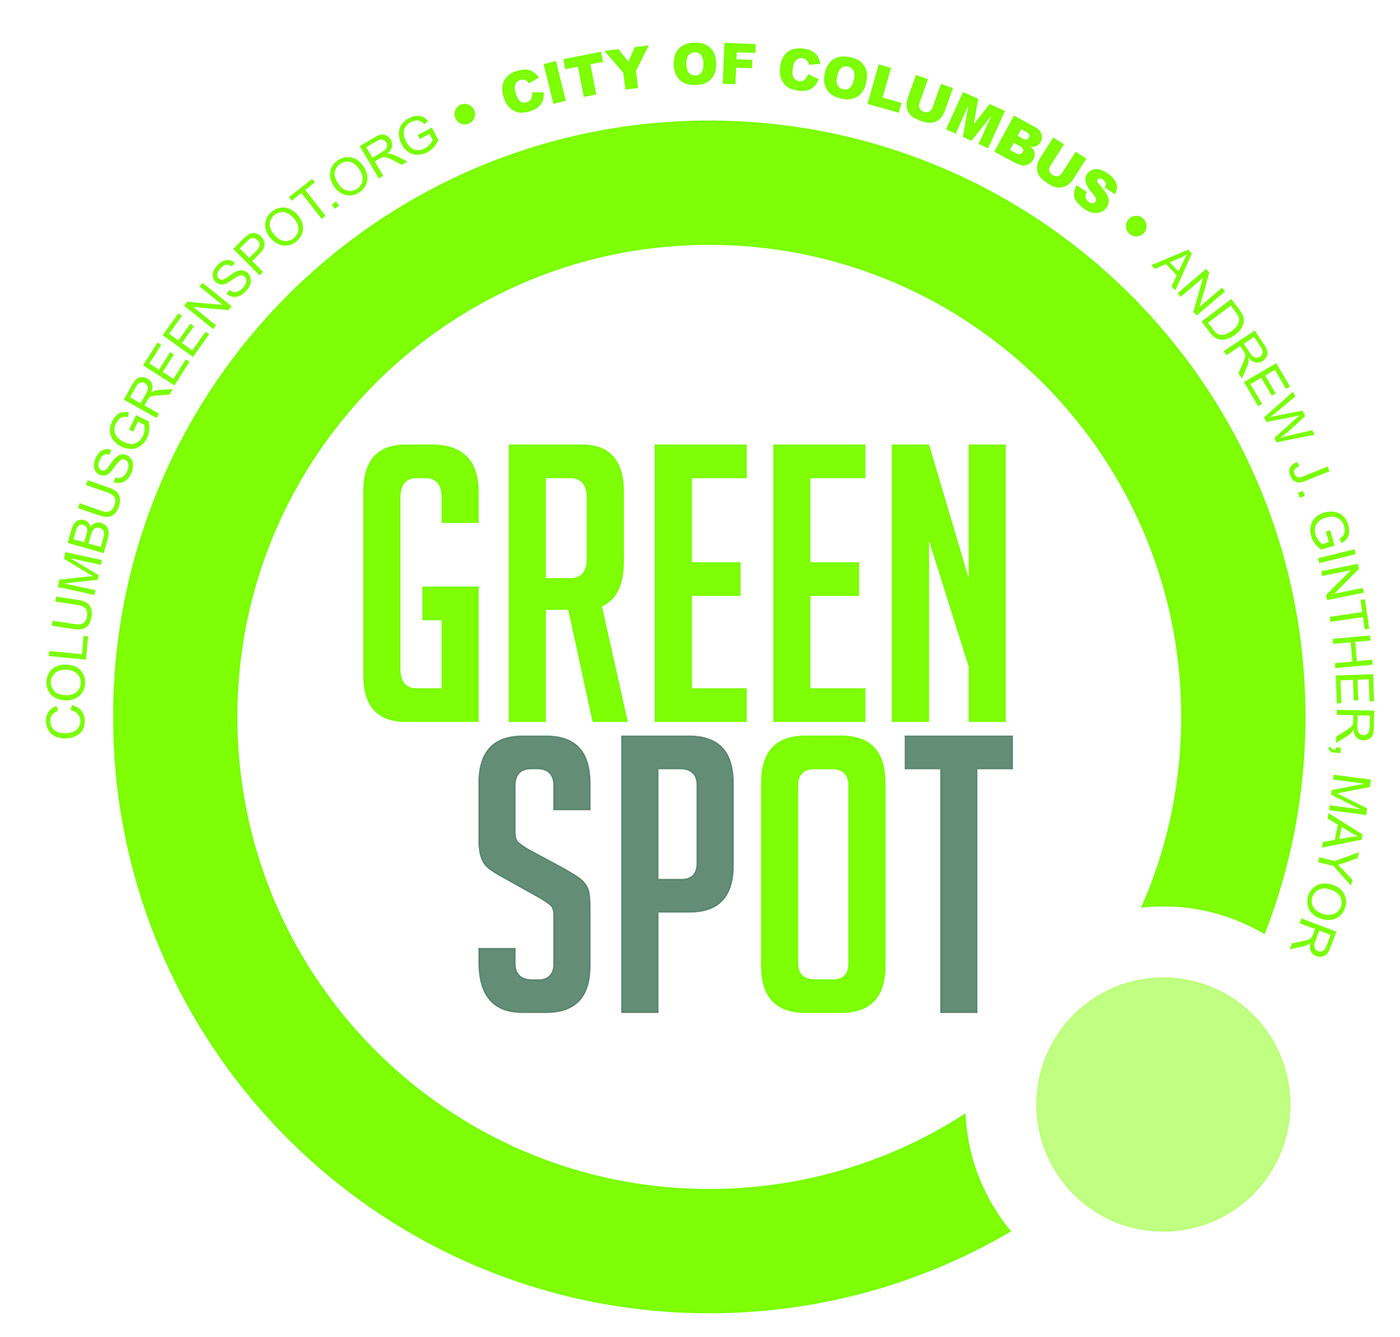 COLUMBUSGREENSPOT.ORG • CITY OF COLUMBUS • ANDREW J. GINTHER, MAYOR
GREEN
SPOT